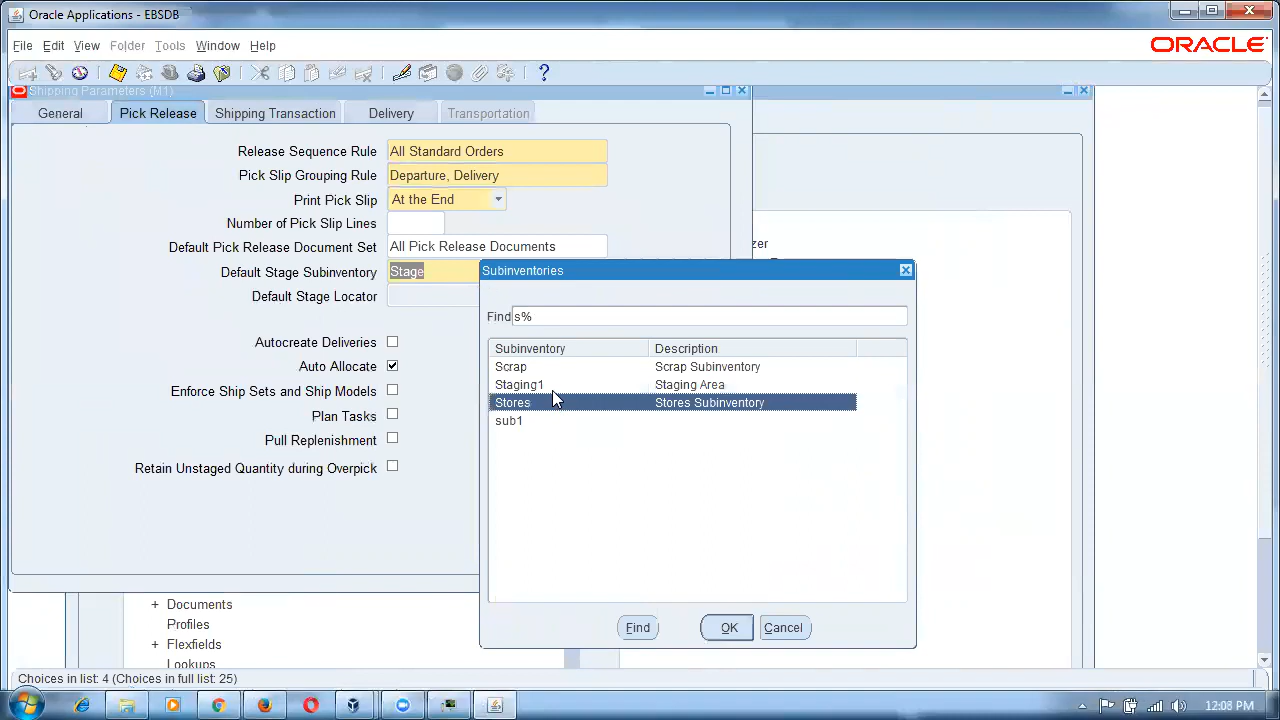 Oracle Applications - EBSDB
File Edit View Folder Tools Window Help
ORACLE
Shipping Parameters (M1)
General Pick Release Shipping Transaction Delivery Transportation
Release Sequence Rule All Standard Orders
Pick Slip Grouping Rule Departure, Delivery
Print Pick Slip At the End
Number of Pick Slip Lines
Default Pick Release Document Set All Pick Release Documents
Default Stage Subinventory Stage
Default Stage Locator
Autocreate Deliveries
Auto Allocate
Enforce Ship Sets and Ship Models
Plan Tasks
Pull Replenishment
Retain Unstaged Quantity during Overpick
zer
Subinventories
Find s%
Subinventory Description
Scrap Scrap Subinventory
Staging1 Staging Area
Stores Stores Subinventory
sub1
Find OK Cancel
+ Documents
Profiles
+ Flexfields
Lookups
Choices in list: 4 (Choices in full list: 25)
12:08 PM